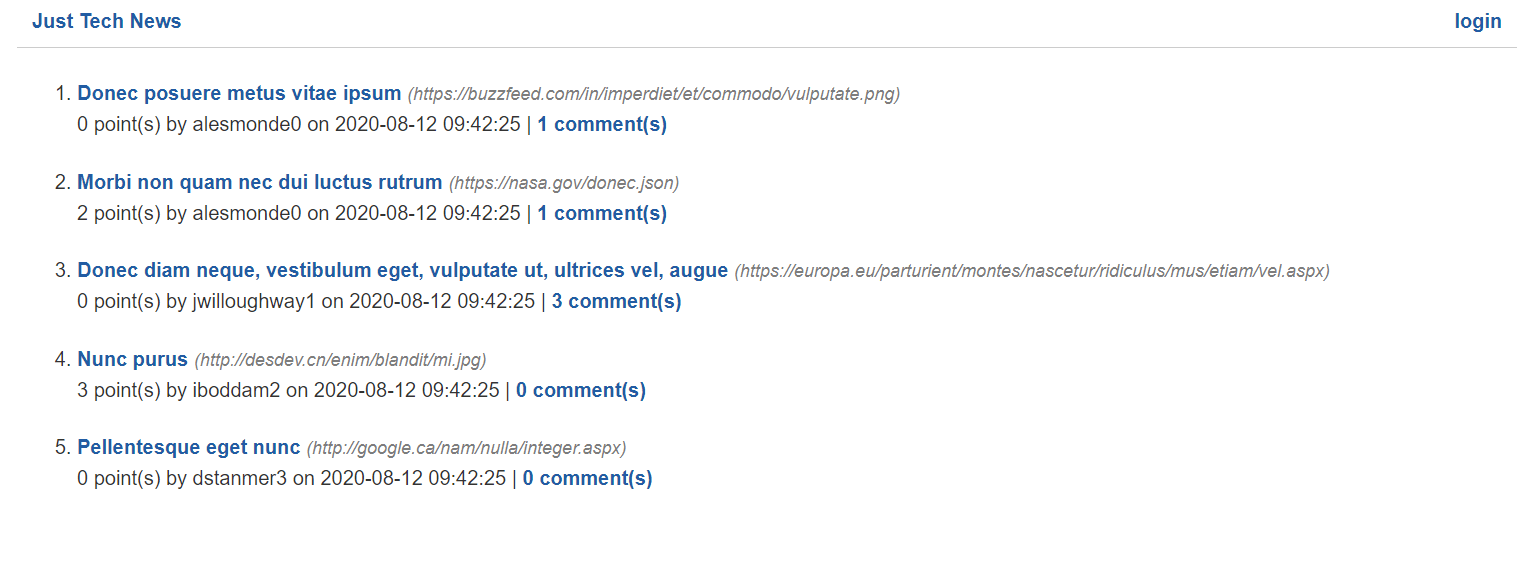 Just Tech News login
1. Donec posuere metus vitae ipsum (https://buzzfeed.com/in/imperdiet/et/commodo/vulputate.png)
0 point(s) by alesmonde0 on 2020-08-12 09:42:25 | 1 comment(s)
2. Morbi non quam nec dui luctus rutrum (https://nasa.gov/donec.json)
2 point(s) by alesmonde0 on 2020-08-12 09:42:25 | 1 comment(s)
3. Donec diam neque, vestibulum eget, vulputate ut, ultrices vel, augue (https://europa.eu/parturient/montes/nascetur/ridiculus/mus/etiam/vel.aspx)
0 point(s) by jwilloughway1 on 2020-08-12 09:42:25 | 3 comment(s)
4. Nunc purus (http://desdev.cn/enim/blandit/mi.jpg)
3 point(s) by iboddam2 on 2020-08-12 09:42:25 | 0 comment(s)
5. Pellentesque eget nunc (http://google.ca/nam/nulla/integer.aspx)
0 point(s) by dstanmer3 on 2020-08-12 09:42:25 | 0 comment(s)